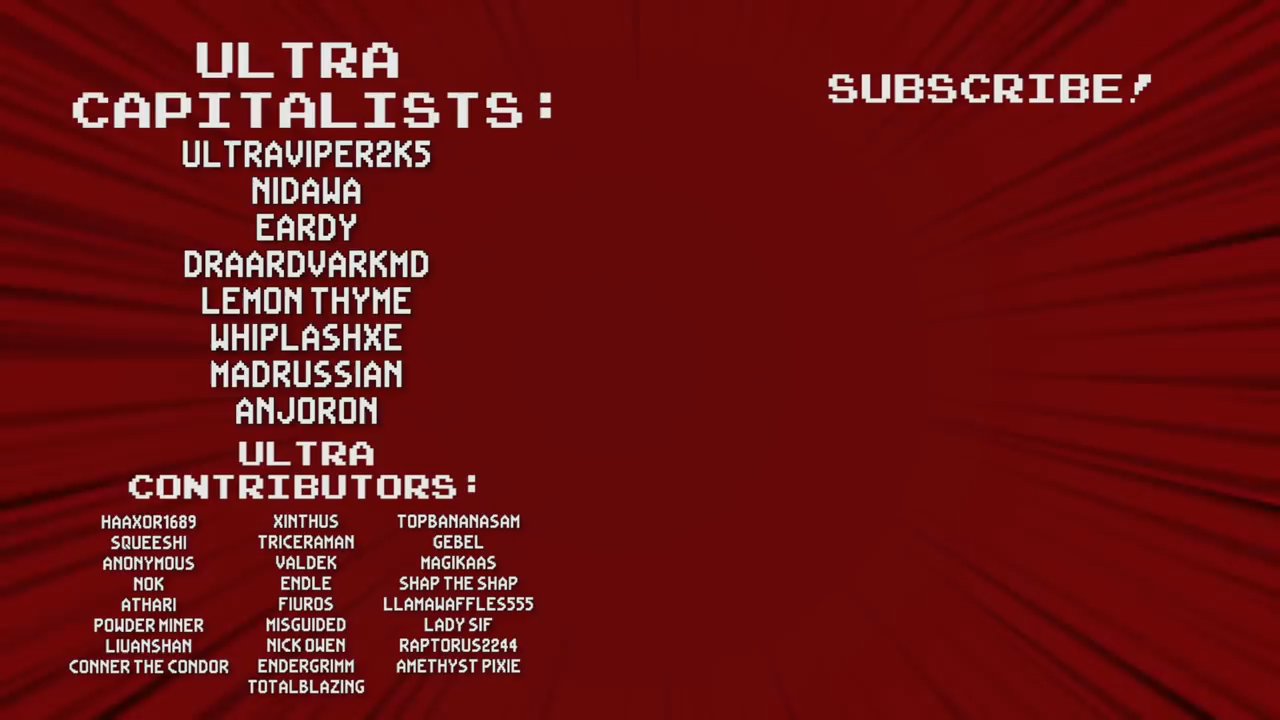 ULTRA
CAPITALISTS:
ULTRAVIPER2K5
NIDAWA
EARDY
DRAARDVARKMD
LEMON THYME
WHIPLASHXE
MADRUSSIAN
ANJORON
ULTRA
CONTRIBUTORS:
HAAXOR1689
SQUEESHI
ANONYMOUS
NOK
ATHARI
POWDER MINER
LIUANSHAN
CONNER THE CONDOR
XINTHUS
TRICERAMAN
VALDEK
ENDLE
FIUROS
MISGUIDED
NICK OWEN
ENDERGRIMM
TOTALBLAZING
TOPBANANASAM
GEBEL
MAGIKAAS
SHAP THE SHAP
LLAMAWAFFLES555
LADY SIF
RAPTORUS2244
AMETHYST PIXIE
SUBSCRIBE!